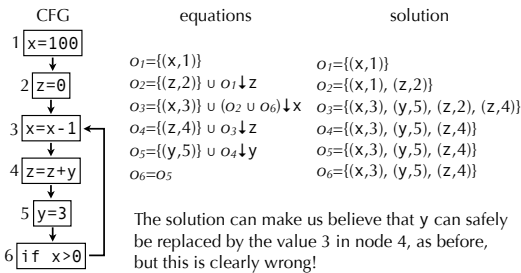 CFG equations solution
1 x=100
2 z=0
3 x=x-1
4 z=z+y
5 y=3
6 if x>0
o₁={(x,1)}
o₂={(z,2)} ∪ o₁↓z
o₃={(x,3)} ∪ (o₂ ∪ o₆)↓x
o₄={(z,4)} ∪ o₃↓z
o₅={(y,5)} ∪ o₄↓y
o₆=o₅
o₁={(x,1)}
o₂={(x,1), (z,2)}
o₃={(x,3), (y,5), (z,2), (z,4)}
o₄={(x,3), (y,5), (z,4)}
o₅={(x,3), (y,5), (z,4)}
o₆={(x,3), (y,5), (z,4)}
The solution can make us believe that y can safely
be replaced by the value 3 in node 4, as before,
but this is clearly wrong!